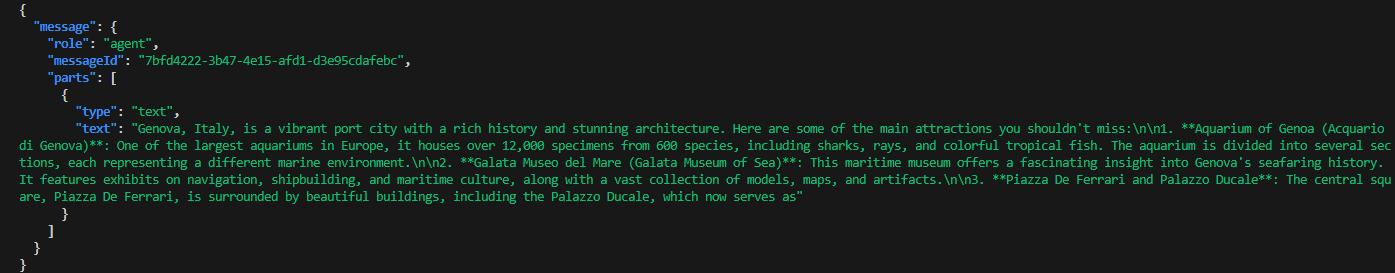 {
"message": {
"role": "agent",
"messageId": "7bfd4222-3b47-4e15-afd1-d3e95cdafebc",
"parts": [
{
"type": "text",
"text": "Genova, Italy, is a vibrant port city with a rich history and stunning architecture. Here are some of the main attractions you shouldn't miss:\n\n1. **Aquarium of Genoa (Acquario
di Genova)**: One of the largest aquariums in Europe, it houses over 12,000 specimens from 600 species, including sharks, rays, and colorful tropical fish. The aquarium is divided into several sec
tions, each representing a different marine environment.\n\n2. **Galata Museo del Mare (Galata Museum of Sea)**: This maritime museum offers a fascinating insight into Genova's seafaring history.
It features exhibits on navigation, shipbuilding, and maritime culture, along with a vast collection of models, maps, and artifacts.\n\n3. **Piazza De Ferrari and Palazzo Ducale**: The central squ
are, Piazza De Ferrari, is surrounded by beautiful buildings, including the Palazzo Ducale, which now serves as"
}
]
}
}